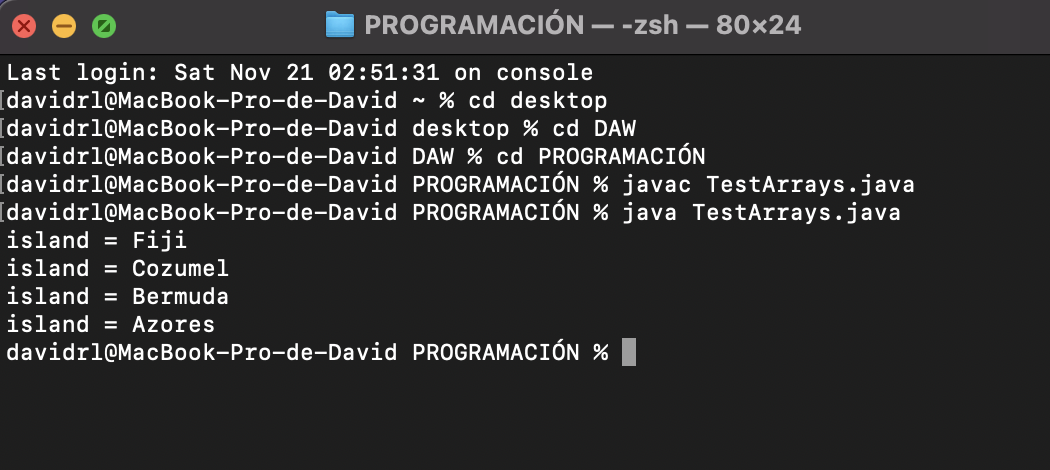 PROGRAMACIÓN — -zsh — 80×24
Last login: Sat Nov 21 02:51:31 on console
[davidrl@MacBook-Pro-de-David ~ % cd desktop
[davidrl@MacBook-Pro-de-David desktop % cd DAW
[davidrl@MacBook-Pro-de-David DAW % cd PROGRAMACIÓN
[davidrl@MacBook-Pro-de-David PROGRAMACIÓN % javac TestArrays.java
[davidrl@MacBook-Pro-de-David PROGRAMACIÓN % java TestArrays.java
island = Fiji
island = Cozumel
island = Bermuda
island = Azores
davidrl@MacBook-Pro-de-David PROGRAMACIÓN %